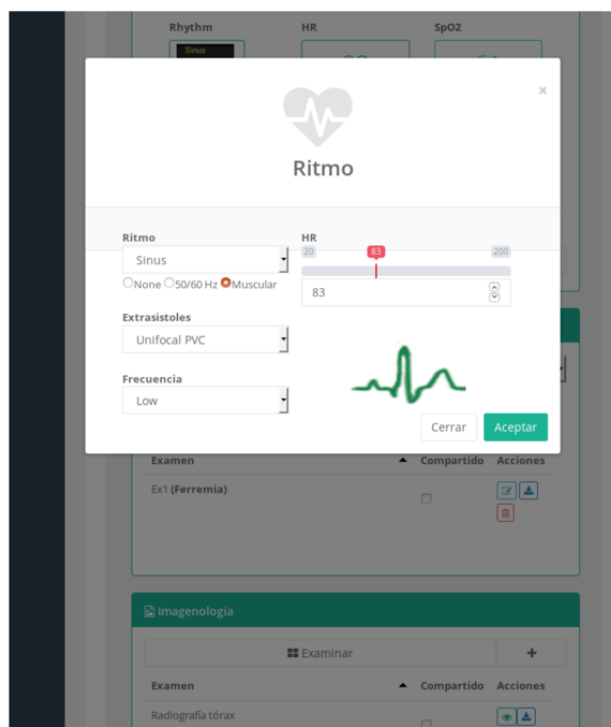 Rhythm HR SpO2
Sinus
×
Ritmo
Ritmo HR
20 83 200
Sinus
None 50/60 Hz Muscular
83
Extrasistoles
Unifocal PVC
Frecuencia
Low
Cerrar Aceptar
Examen Compartido Acciones
Ex1 (Ferremia)
Imagenología
Examinar +
Examen Compartido Acciones
Radiografía tórax